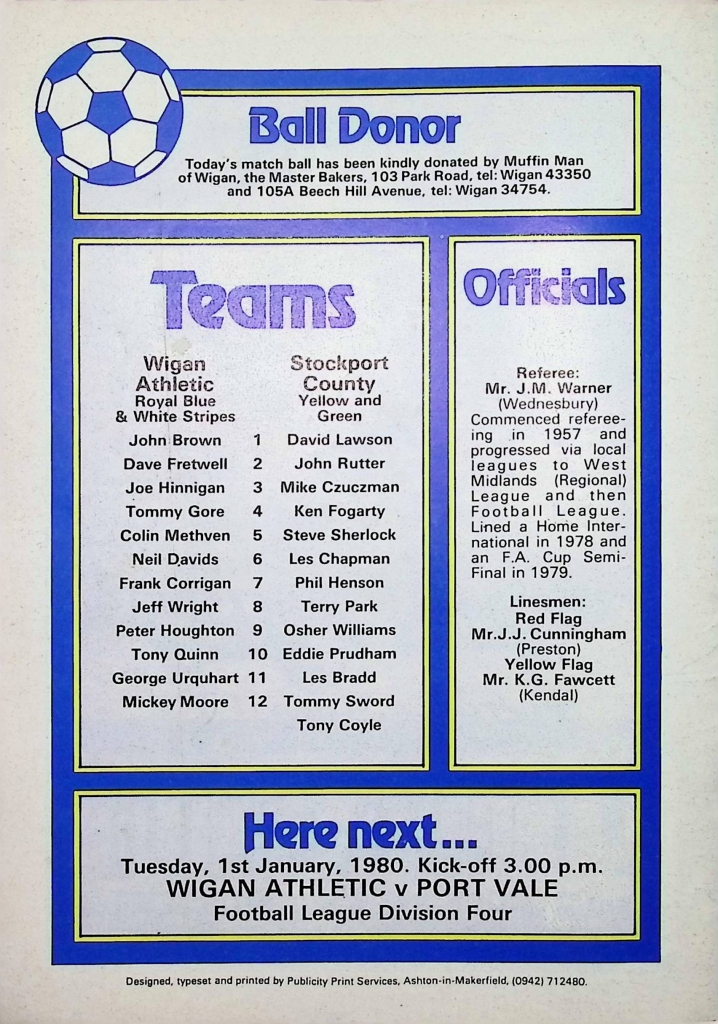 Ball Donor
Today's match ball has been kindly donated by Muffin Man
of Wigan, the Master Bakers, 103 Park Road, tel: Wigan 43350
and 105A Beech Hill Avenue, tel: Wigan 34754.
Teams
Wigan Athletic
Royal Blue
& White Stripes
Stockport County
Yellow and
Green
John Brown 1 David Lawson
Dave Fretwell 2 John Rutter
Joe Hinnigan 3 Mike Czuczman
Tommy Gore 4 Ken Fogarty
Colin Methven 5 Steve Sherlock
Neil Davids 6 Les Chapman
Frank Corrigan 7 Phil Henson
Jeff Wright 8 Terry Park
Peter Houghton 9 Osher Williams
Tony Quinn 10 Eddie Prudham
George Urquhart 11 Les Bradd
Mickey Moore 12 Tommy Sword
Tony Coyle
Officials
Referee:
Mr. J.M. Warner
(Wednesbury)
Commenced referee-
ing in 1957 and
progressed via local
leagues to West
Midlands (Regional)
League and then
Football League.
Lined a Home Inter-
national in 1978 and
an F.A. Cup Semi-
Final in 1979.
Linesmen:
Red Flag
Mr.J.J. Cunningham
(Preston)
Yellow Flag
Mr. K.G. Fawcett
(Kendal)
Here next...
Tuesday, 1st January, 1980. Kick-off 3.00 p.m.
WIGAN ATHLETIC v PORT VALE
Football League Division Four
Designed, typeset and printed by Publicity Print Services, Ashton-in-Makerfield, (0942) 712480.